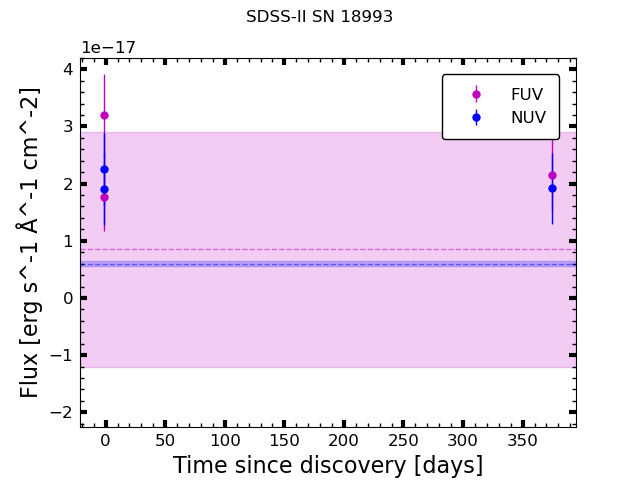 SDSS-II SN 18993
1e−17
FUV
NUV
4
3
2
1
0
−1
−2
Flux [erg s^-1 Å^-1 cm^-2]
0 50 100 150 200 250 300 350
Time since discovery [days]